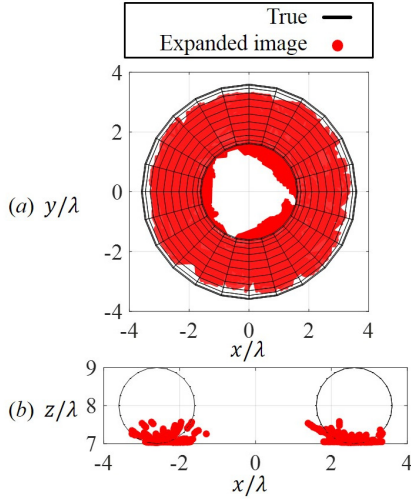 True
Expanded image
4
2
(a) y/λ 0
-2
-4
-4 -2 0 2 4
x/λ
9
(b) z/λ 8
7
-4 -2 0 2 4
x/λ